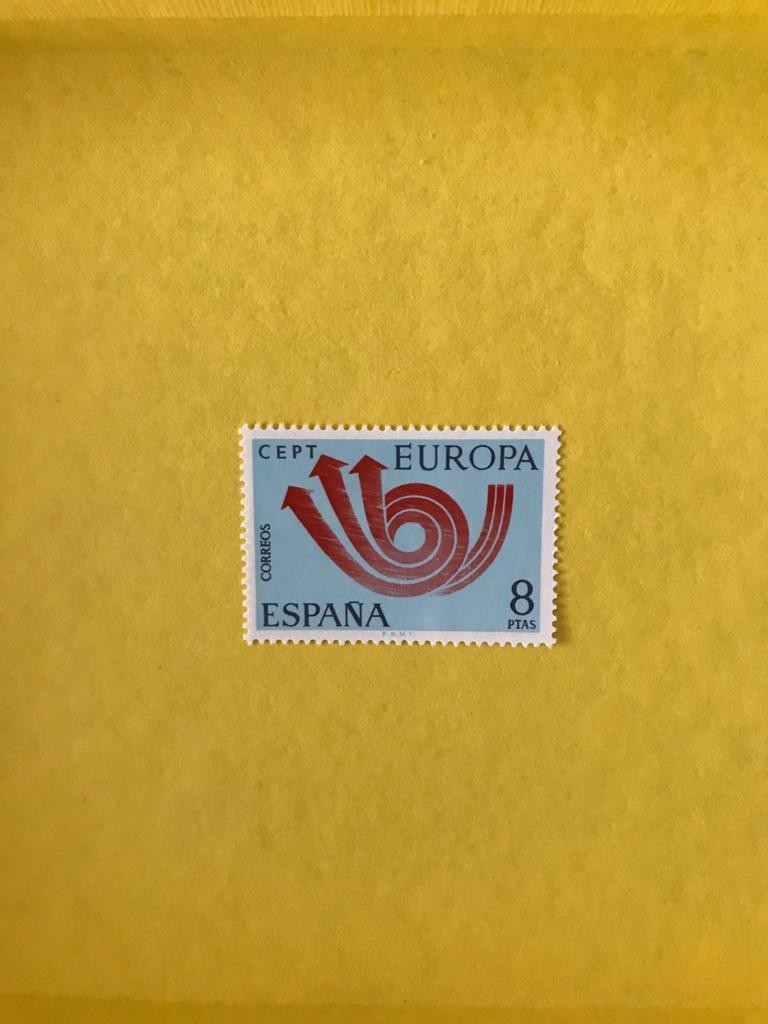 CEPT
EUROPA
CORREOS
ESPAÑA
8
PTAS
F.N.M.T.